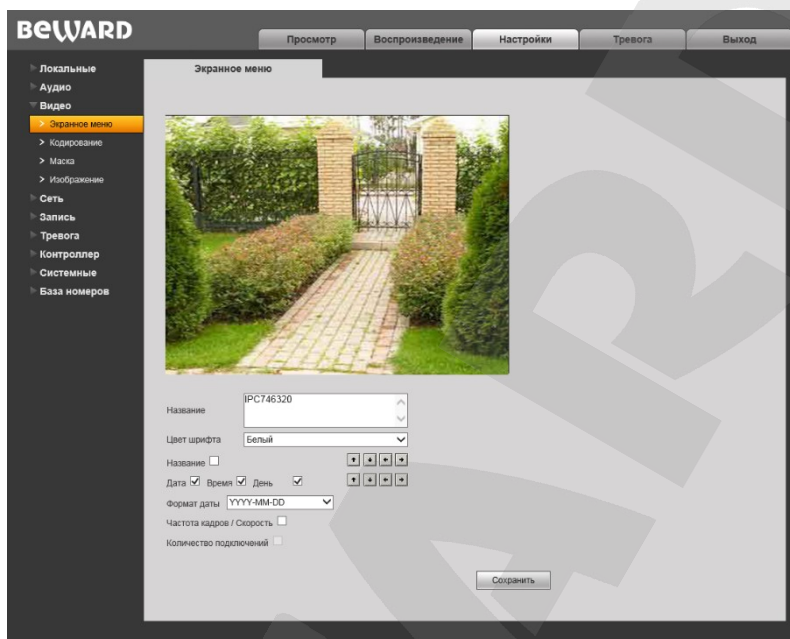 BEWARD
Просмотр Воспроизведение Настройки Тревога Выход
Локальные
Аудио
Видео
> Экранное меню
> Кодирование
> Маска
> Изображение
Сеть
Запись
Тревога
Контроллер
Системные
База номеров
Экранное меню
Название IPC746320
Цвет шрифта Белый
Название
Дата Время День
Формат даты YYYY-MM-DD
Частота кадров / Скорость
Количество подключений
Сохранить